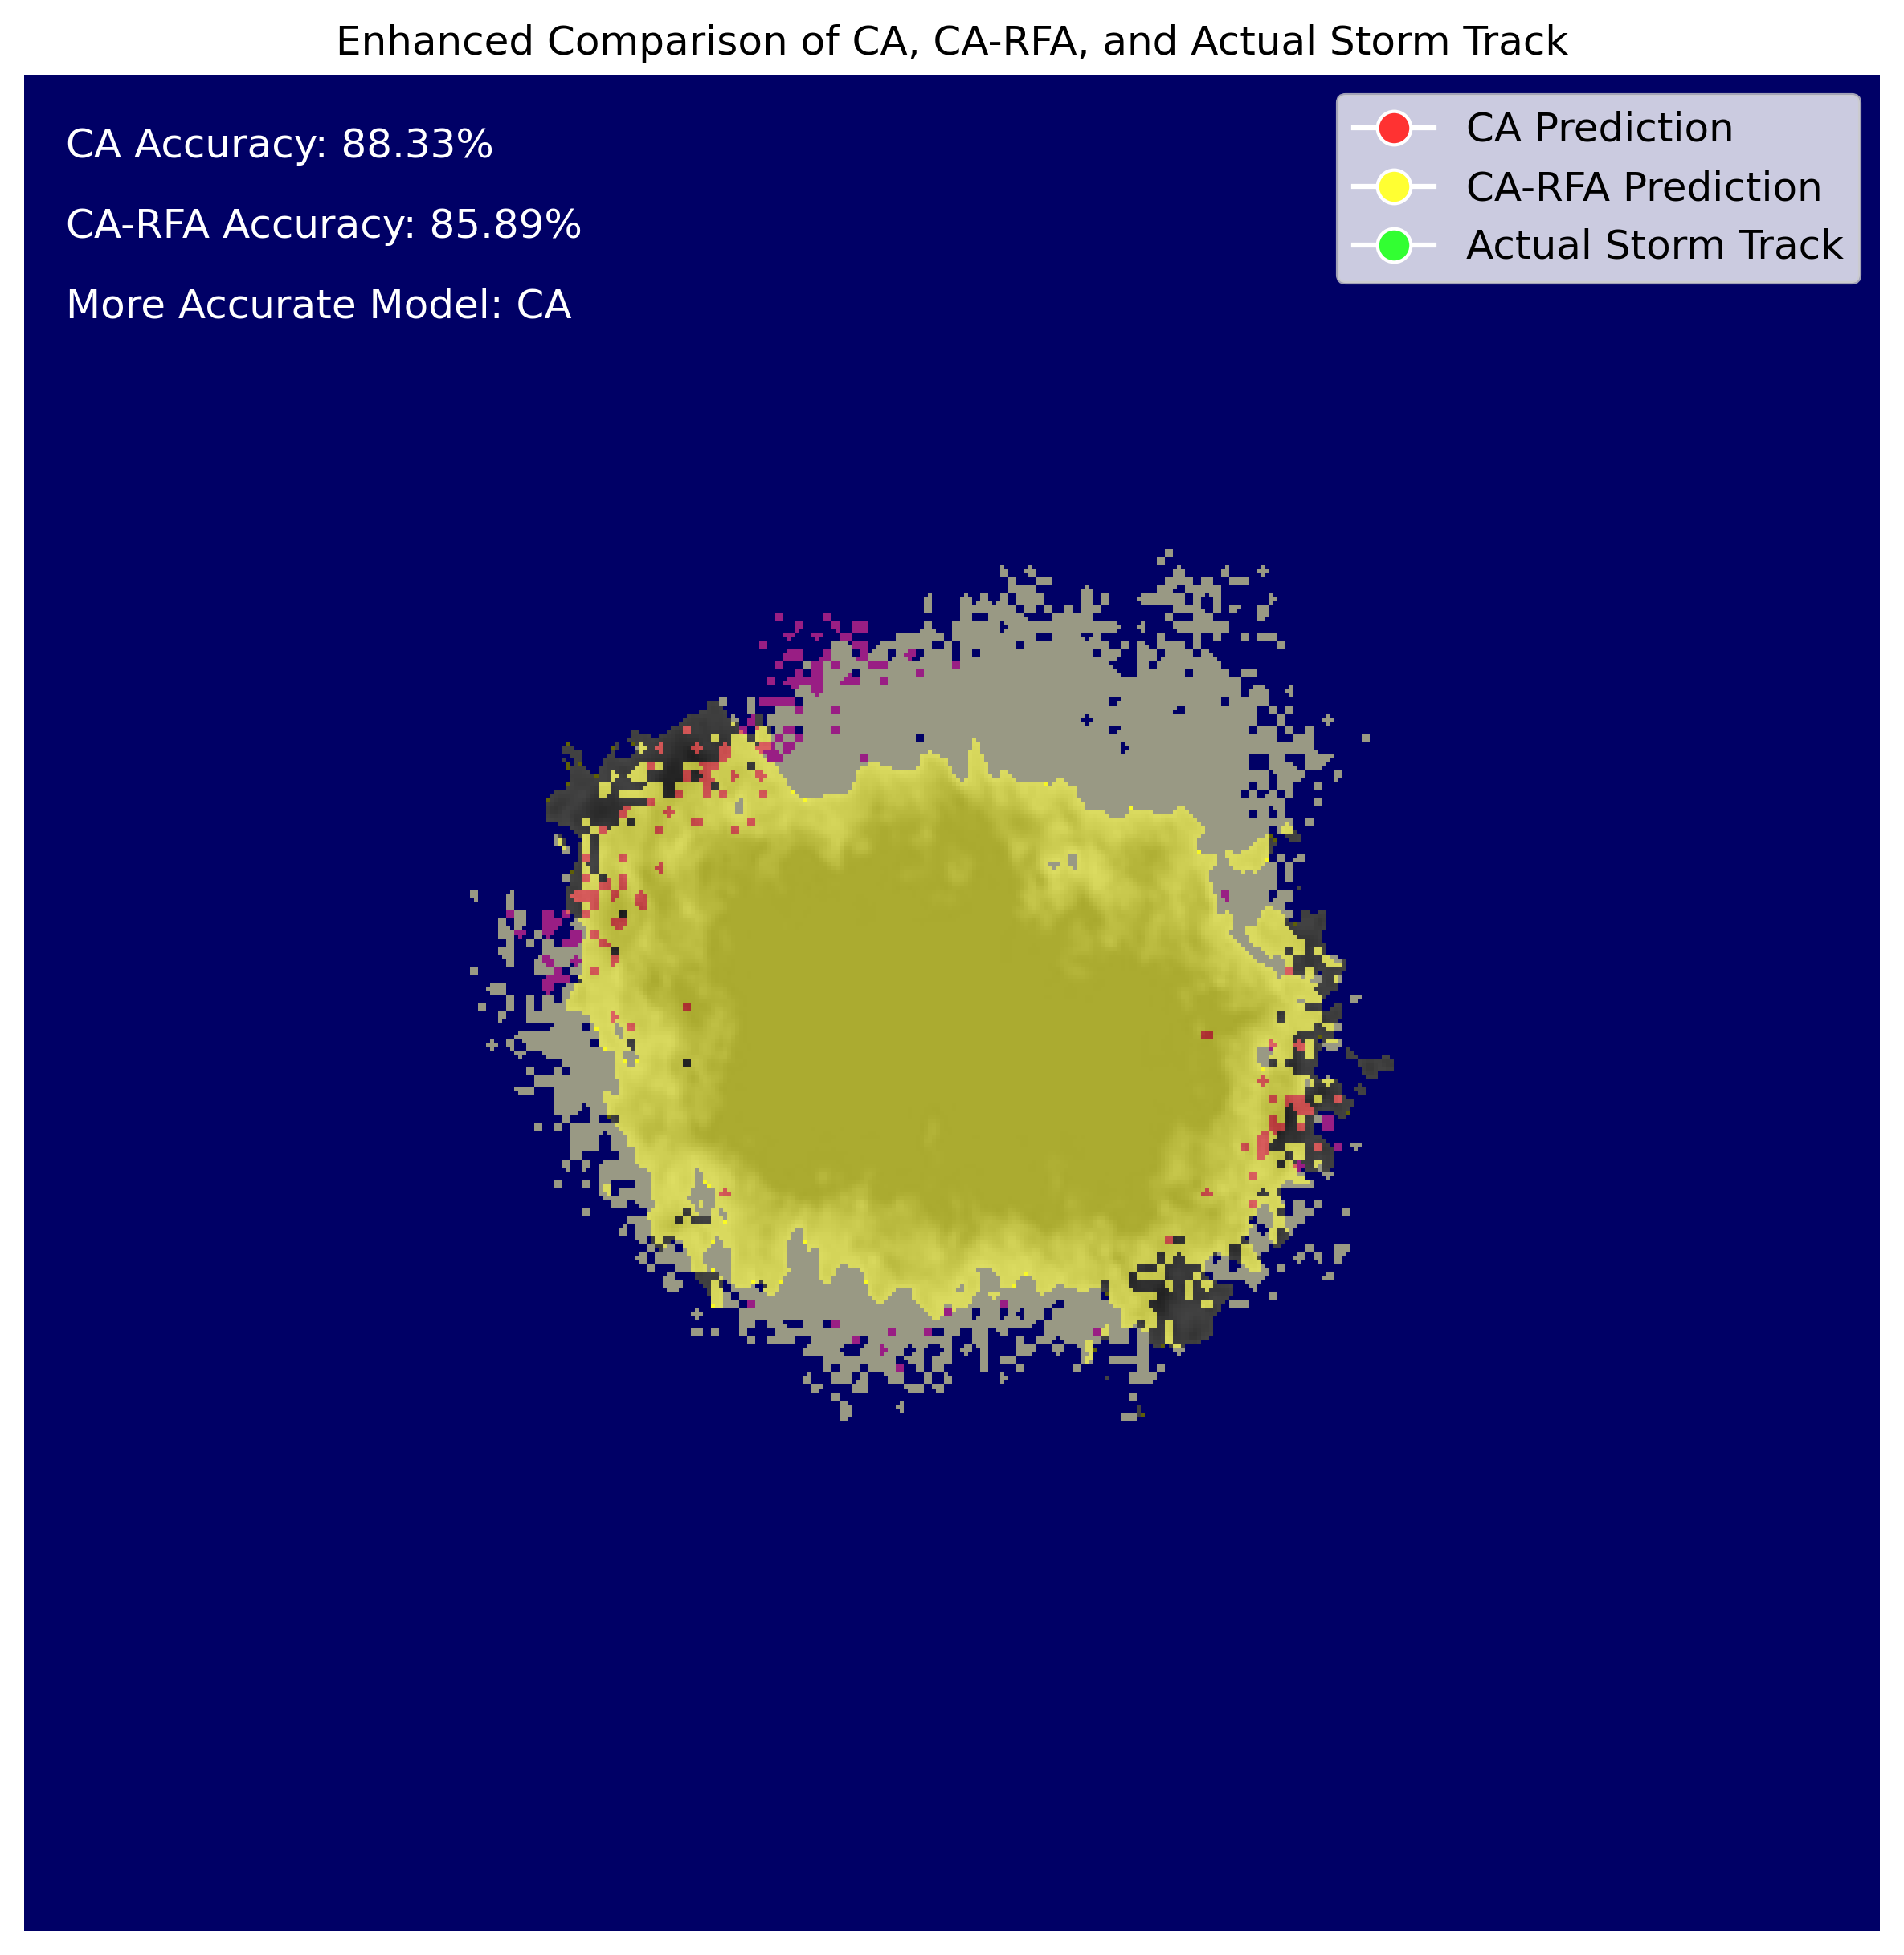 Enhanced Comparison of CA, CA-RFA, and Actual Storm Track
CA Accuracy: 88.33%
CA-RFA Accuracy: 85.89%
More Accurate Model: CA
CA Prediction
CA-RFA Prediction
Actual Storm Track